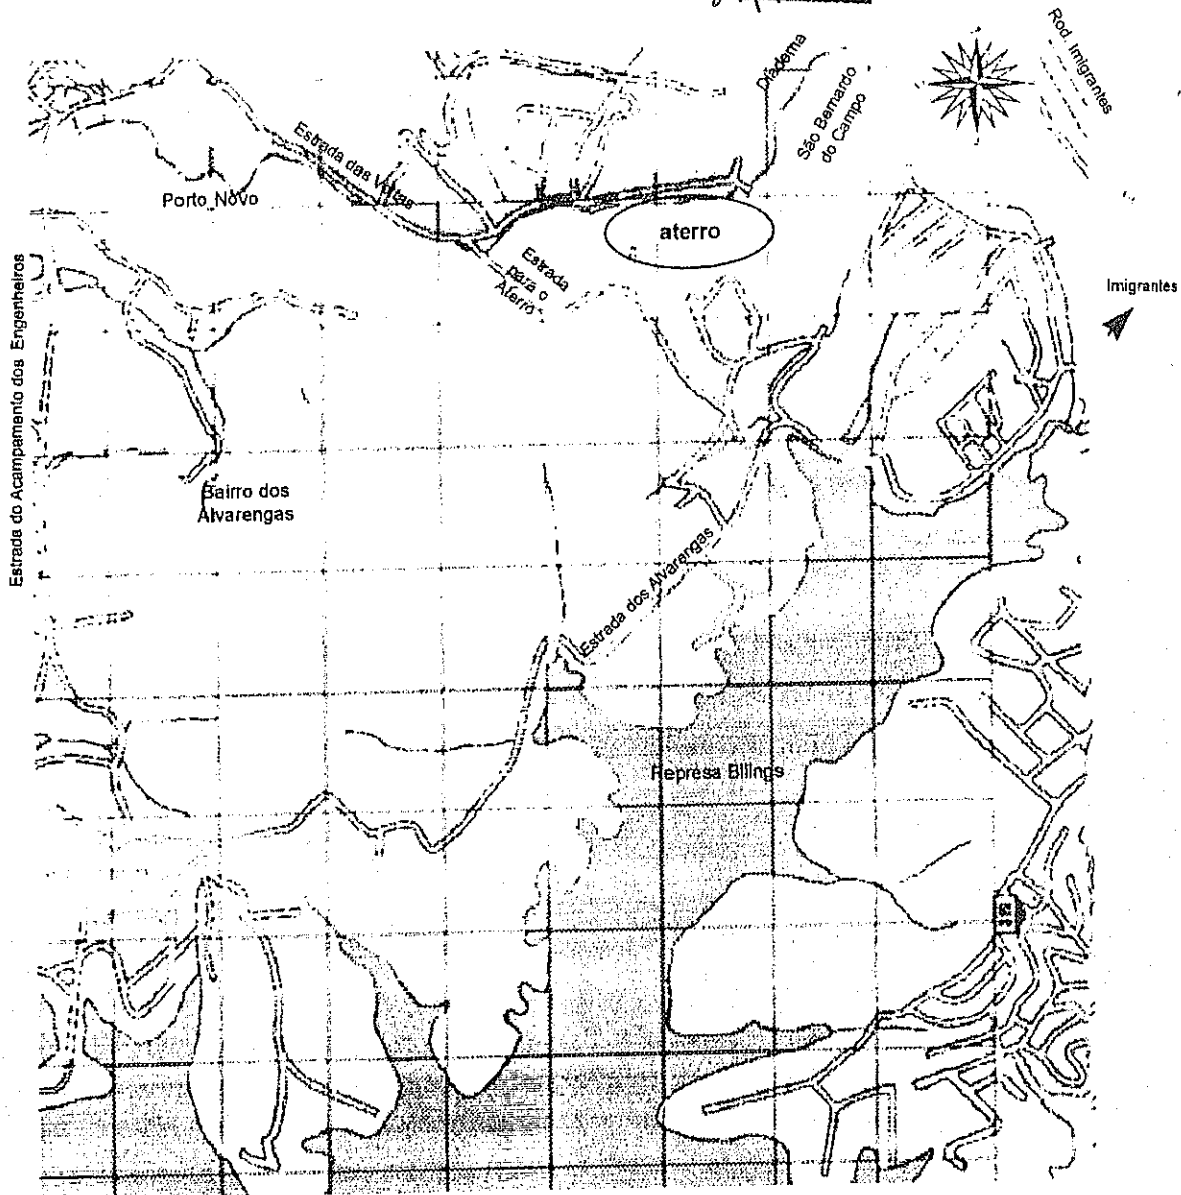 Diadema
São Bernardo
do Campo
Rod. Imigrantes
Estrada das Voltas
Porto Novo
aterro
Estrada
para o
Aterro
Imigrantes
Estrada do Acampamento dos Engenheiros
Bairro dos
Alvarengas
Estrada dos Alvarengas
Represa Billings